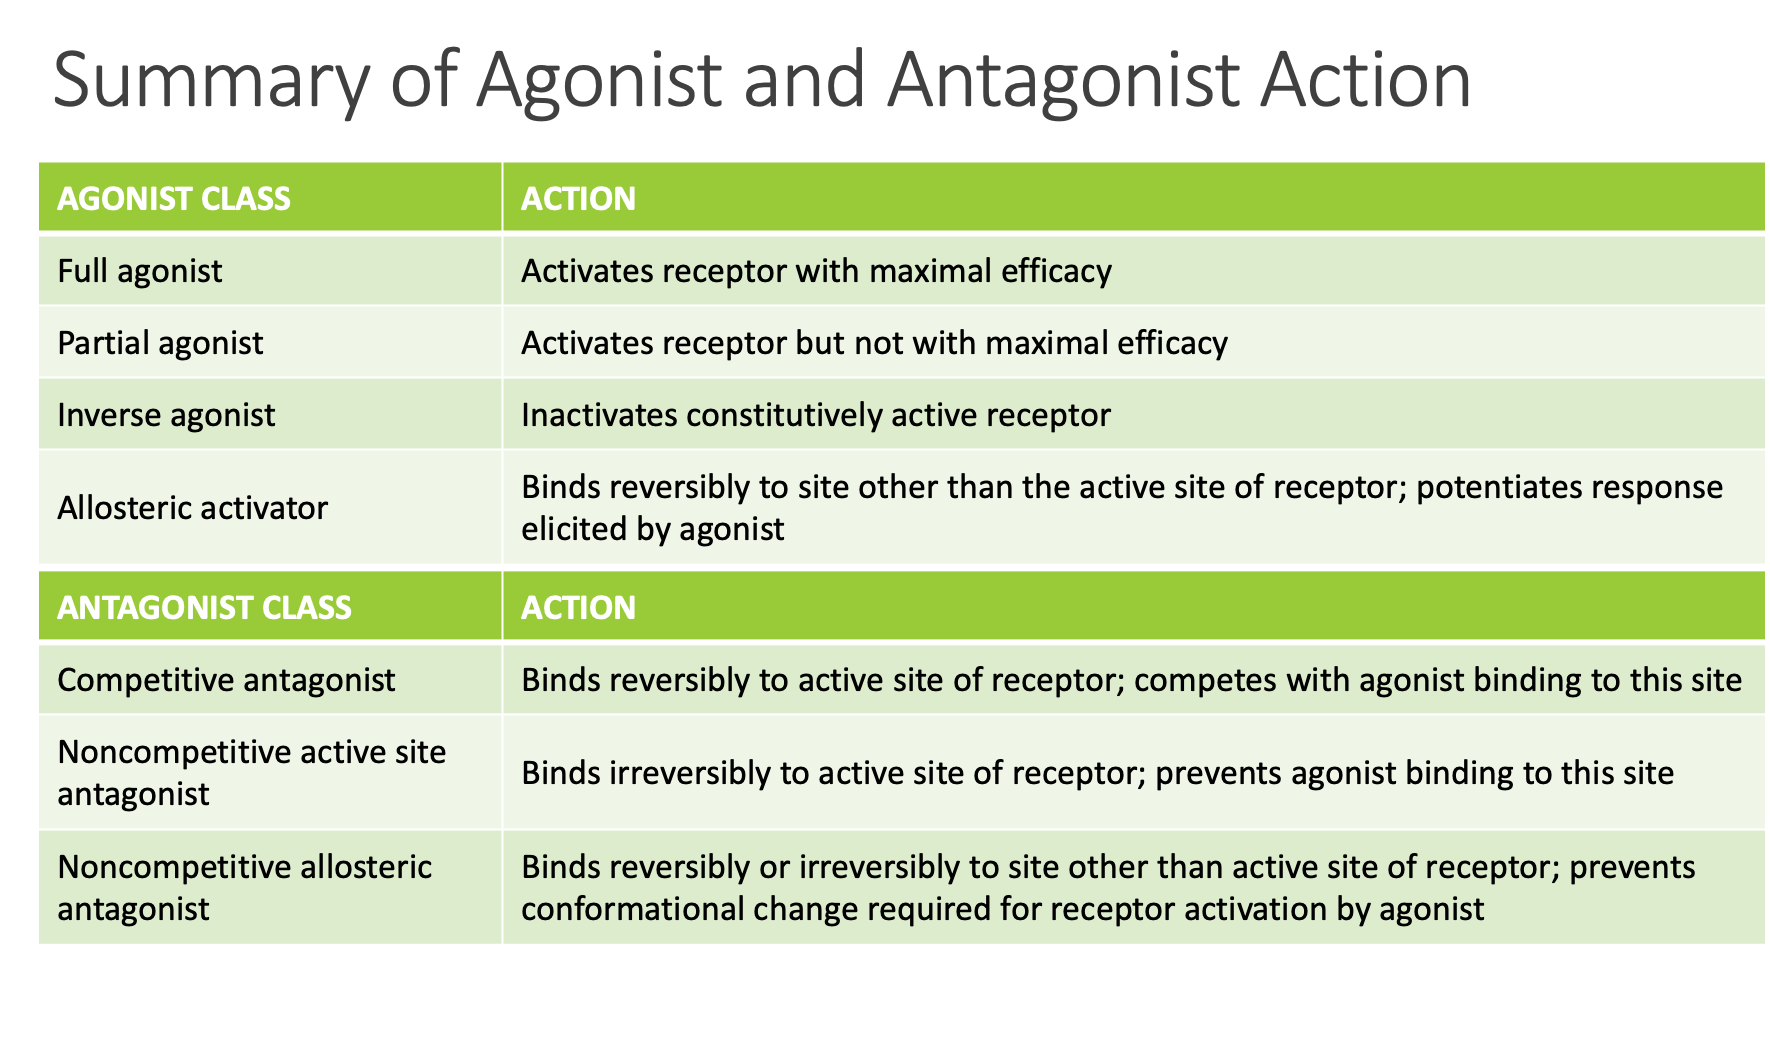 Summary of Agonist and Antagonist Action
AGONIST CLASS ACTION
Full agonist Activates receptor with maximal efficacy
Partial agonist Activates receptor but not with maximal efficacy
Inverse agonist Inactivates constitutively active receptor
Allosteric activator
Binds reversibly to site other than the active site of receptor; potentiates response
elicited by agonist
ANTAGONIST CLASS ACTION
Competitive antagonist Binds reversibly to active site of receptor; competes with agonist binding to this site
Noncompetitive active site
antagonist
Binds irreversibly to active site of receptor; prevents agonist binding to this site
Noncompetitive allosteric
antagonist
Binds reversibly or irreversibly to site other than active site of receptor; prevents
conformational change required for receptor activation by agonist